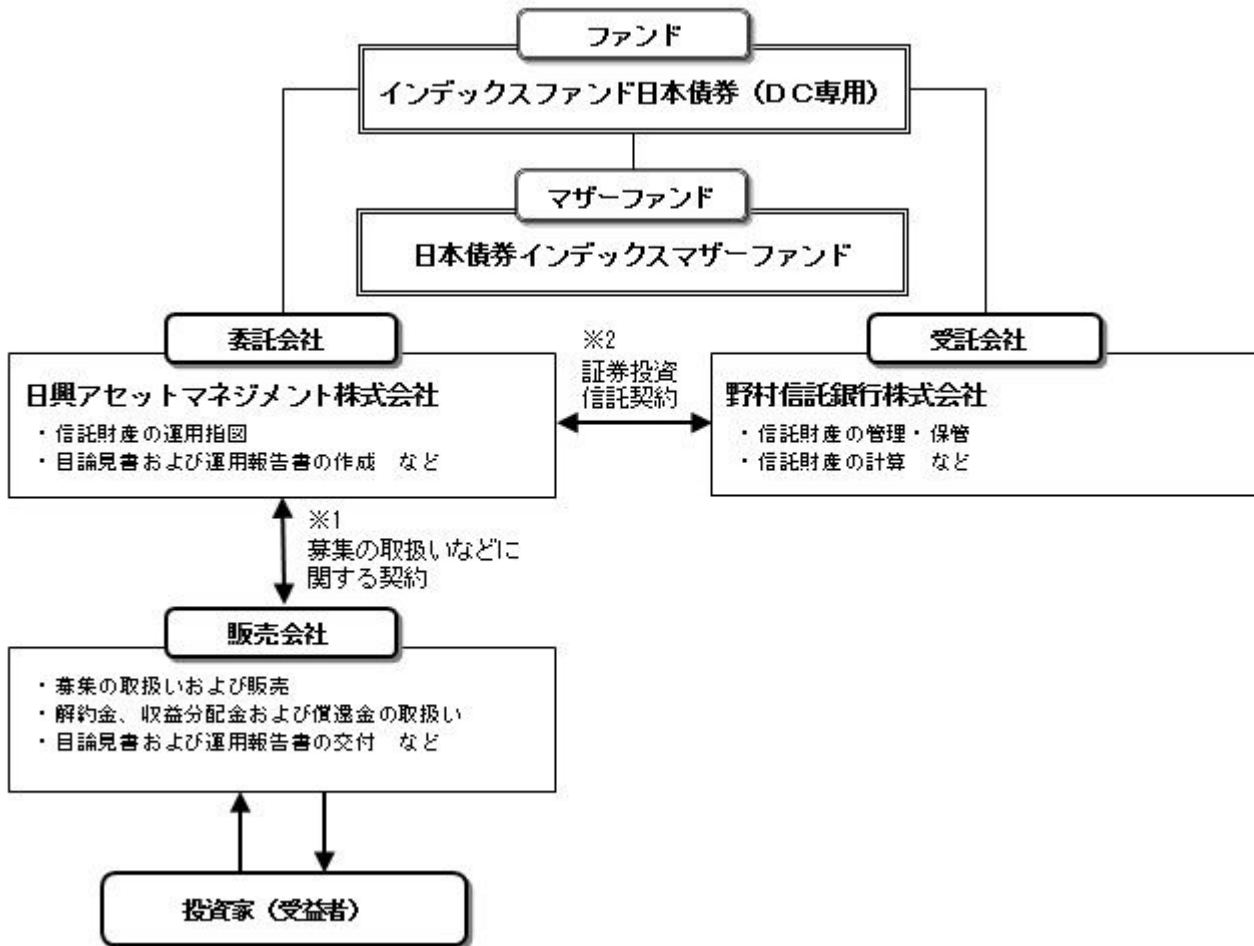 ファンド
インデックスファンド日本債券（ＤＣ専用）
マザーファンド
日本債券インデックスマザーファンド
委託会社
日興アセットマネジメント株式会社
・信託財産の運用指図
・目論見書および運用報告書の作成　など
※2
証券投資
信託契約
受託会社
野村信託銀行株式会社
・信託財産の管理・保管
・信託財産の計算　など
※1
募集の取扱いなどに
関する契約
販売会社
・募集の取扱いおよび販売
・解約金、収益分配金および償還金の取扱い
・目論見書および運用報告書の交付　など
投資家（受益者）